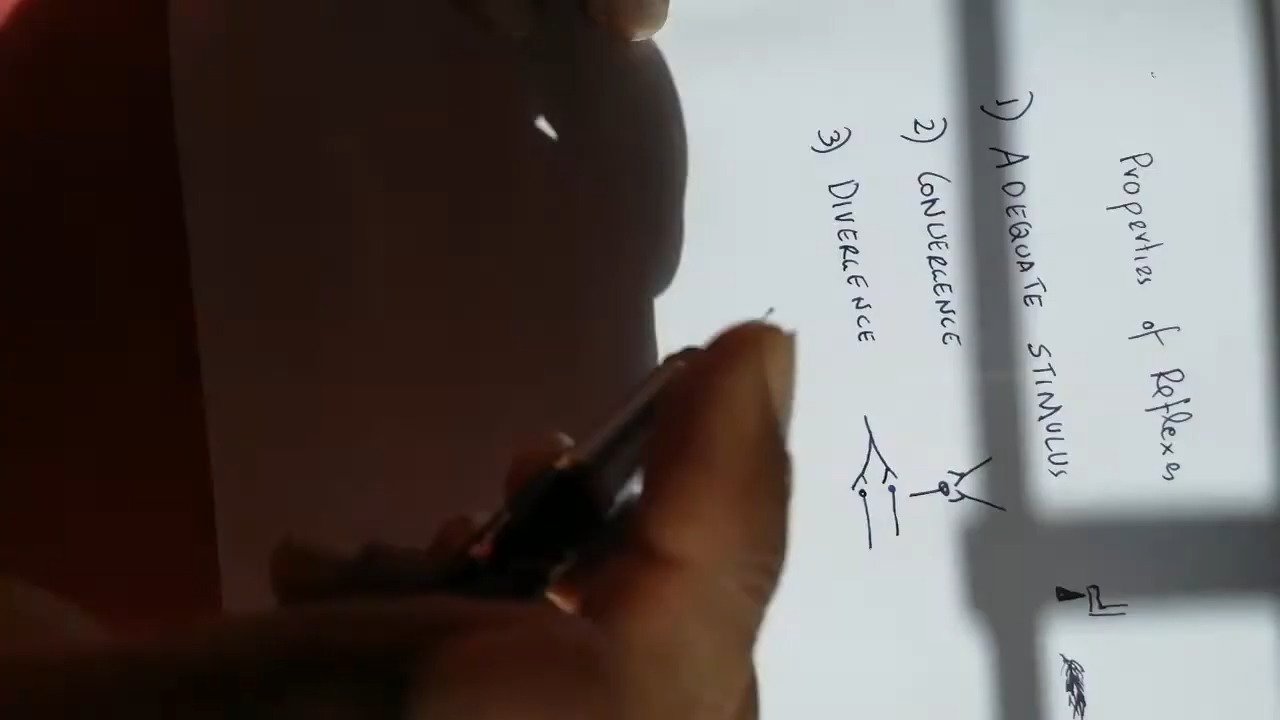 Properties of Reflexes
1) ADEQUATE STIMULUS
2) CONVERGENCE
3) DIVERGENCE